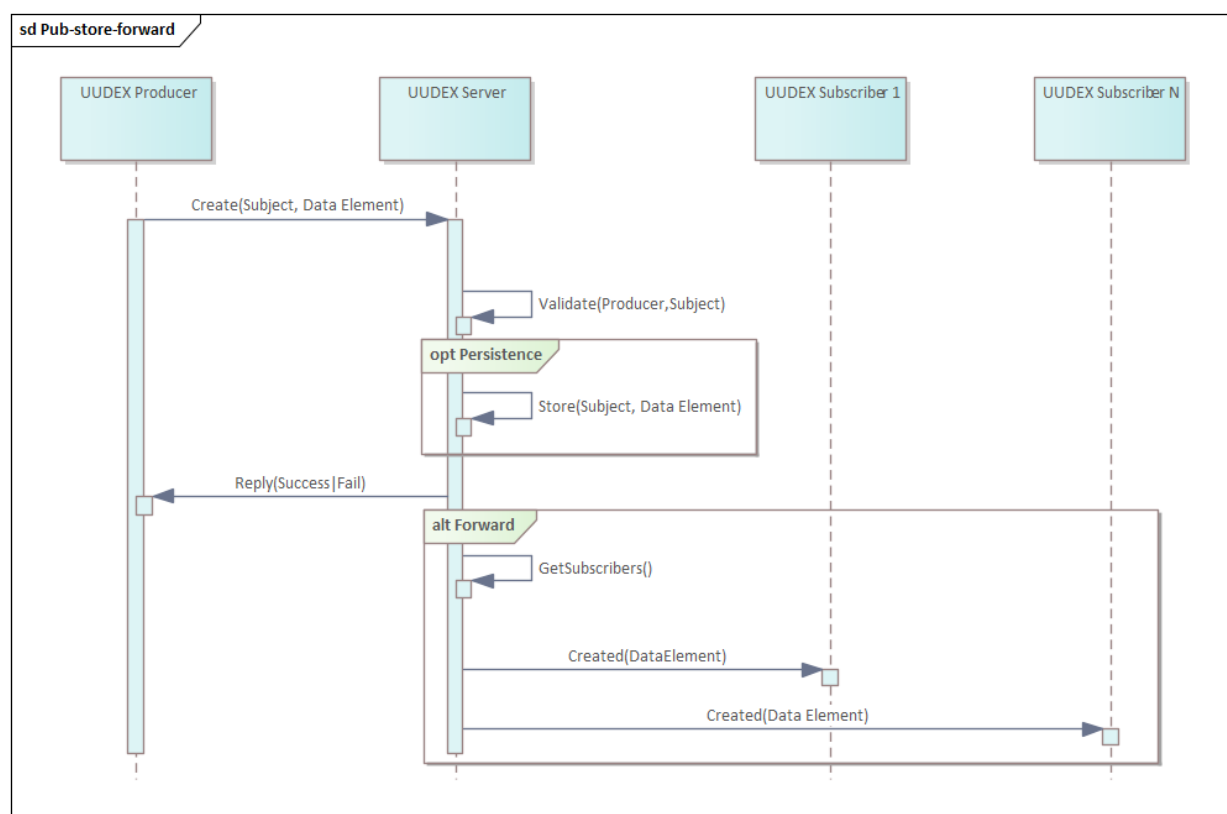 sd Pub-store-forward
UUDEX Producer
UUDEX Server
UUDEX Subscriber 1
UUDEX Subscriber N
Create(Subject, Data Element)
Validate(Producer,Subject)
opt Persistence
Store(Subject, Data Element)
Reply(Success|Fail)
alt Forward
GetSubscribers()
Created(DataElement)
Created(Data Element)